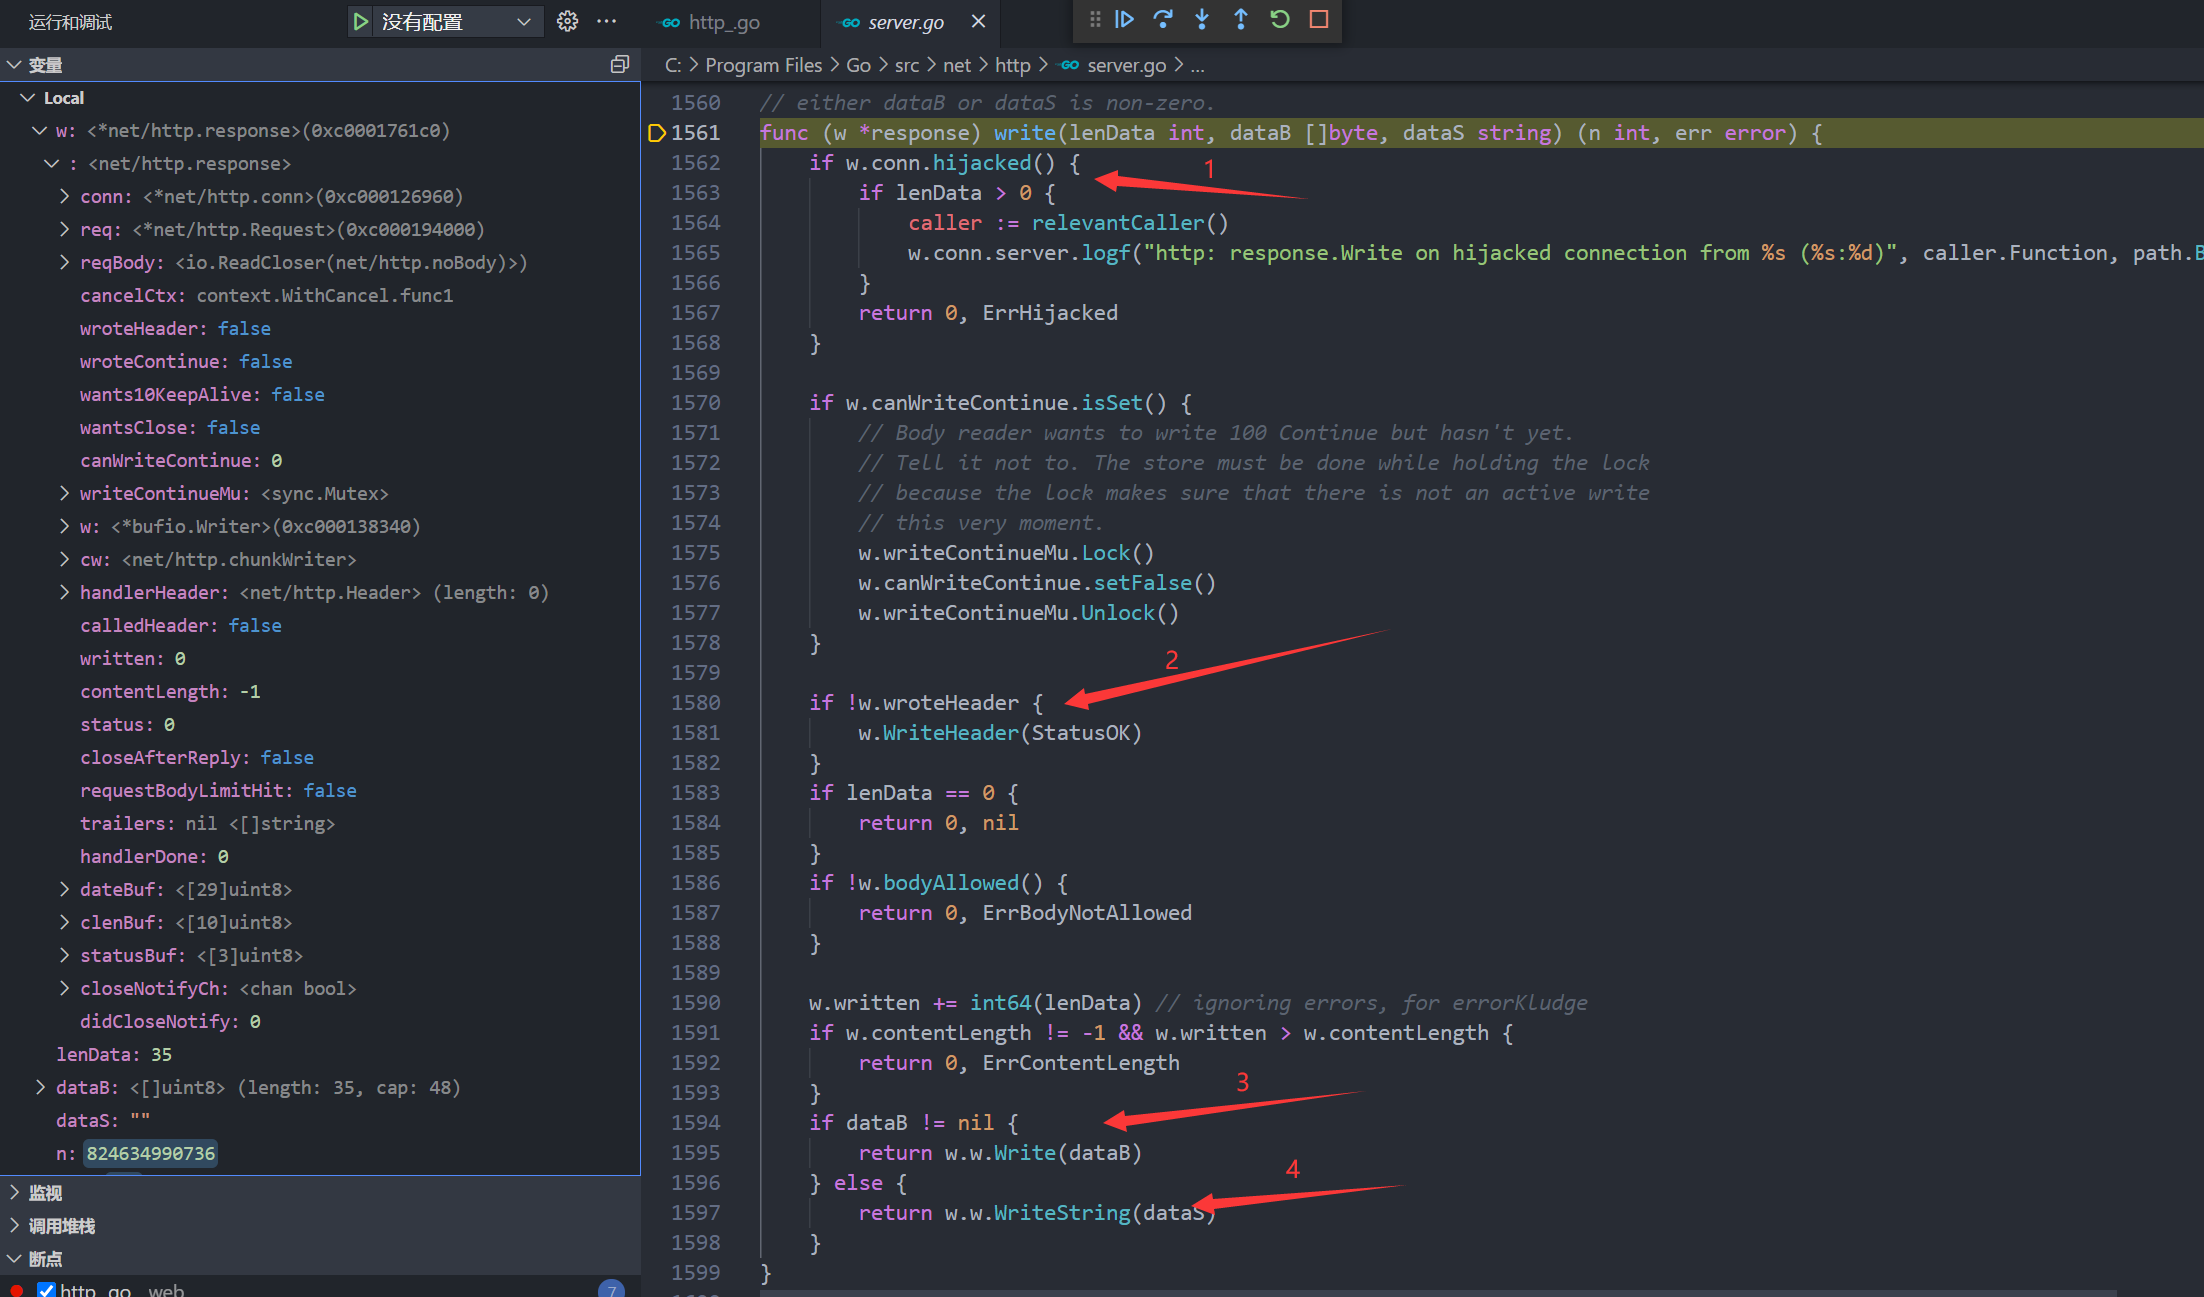 运行和调试
没有配置
http_.go
server.go
变量
C: > Program Files > Go > src > net > http > server.go > ...
Local
w: <*net/http.response>(0xc0001761c0)
: <net/http.response>
conn: <*net/http.conn>(0xc000126960)
req: <*net/http.Request>(0xc000194000)
reqBody: <io.ReadCloser(net/http.noBody)>)
cancelCtx: context.WithCancel.func1
wroteHeader: false
wroteContinue: false
wants10KeepAlive: false
wantsClose: false
canWriteContinue: 0
writeContinueMu: <sync.Mutex>
w: <*bufio.Writer>(0xc000138340)
cw: <net/http.chunkWriter>
handlerHeader: <net/http.Header> (length: 0)
calledHeader: false
written: 0
contentLength: -1
status: 0
closeAfterReply: false
requestBodyLimitHit: false
trailers: nil <[]string>
handlerDone: 0
dateBuf: <[29]uint8>
clenBuf: <[10]uint8>
statusBuf: <[3]uint8>
closeNotifyCh: <chan bool>
didCloseNotify: 0
lenData: 35
dataB: <[]uint8> (length: 35, cap: 48)
dataS: ""
n: 824634990736
监视
调用堆栈
断点
http_.go web 7
1560 // either dataB or dataS is non-zero.
1561 func (w *response) write(lenData int, dataB []byte, dataS string) (n int, err error) {
1562 if w.conn.hijacked() {
1
1563 if lenData > 0 {
1564 caller := relevantCaller()
1565 w.conn.server.logf("http: response.Write on hijacked connection from %s (%s:%d)", caller.Function, path.B
1566 }
1567 return 0, ErrHijacked
1568 }
1569
1570 if w.canWriteContinue.isSet() {
1571 // Body reader wants to write 100 Continue but hasn't yet.
1572 // Tell it not to. The store must be done while holding the lock
1573 // because the lock makes sure that there is not an active write
1574 // this very moment.
1575 w.writeContinueMu.Lock()
1576 w.canWriteContinue.setFalse()
1577 w.writeContinueMu.Unlock()
1578 }
2
1579
1580 if !w.wroteHeader {
1581 w.WriteHeader(StatusOK)
1582 }
1583 if lenData == 0 {
1584 return 0, nil
1585 }
1586 if !w.bodyAllowed() {
1587 return 0, ErrBodyNotAllowed
1588 }
1589
1590 w.written += int64(lenData) // ignoring errors, for errorKludge
1591 if w.contentLength != -1 && w.written > w.contentLength {
1592 return 0, ErrContentLength
1593 }
3
1594 if dataB != nil {
1595 return w.w.Write(dataB)
4
1596 } else {
1597 return w.w.WriteString(dataS)
1598 }
1599 }